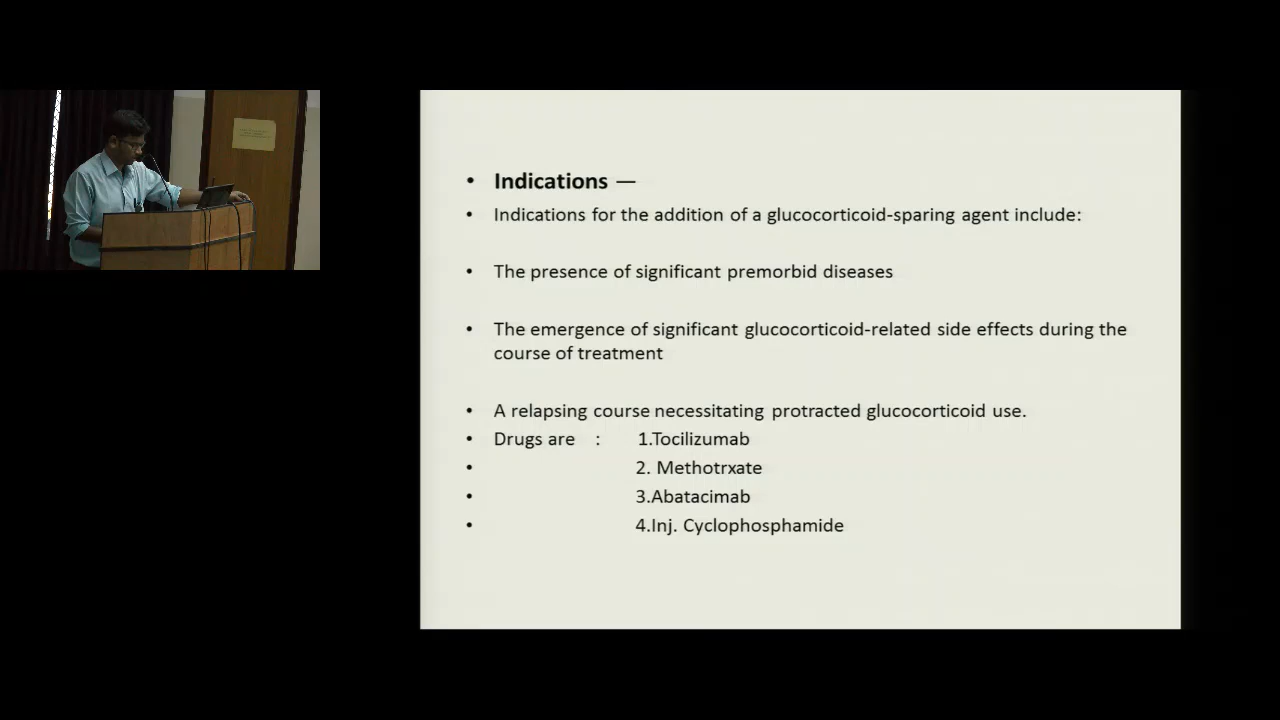 Indications —
Indications for the addition of a glucocorticoid-sparing agent include:
The presence of significant premorbid diseases
The emergence of significant glucocorticoid-related side effects during the
course of treatment
A relapsing course necessitating protracted glucocorticoid use.
Drugs are : 1.Tocilizumab
2. Methotrxate
3.Abatacimab
4.Inj. Cyclophosphamide